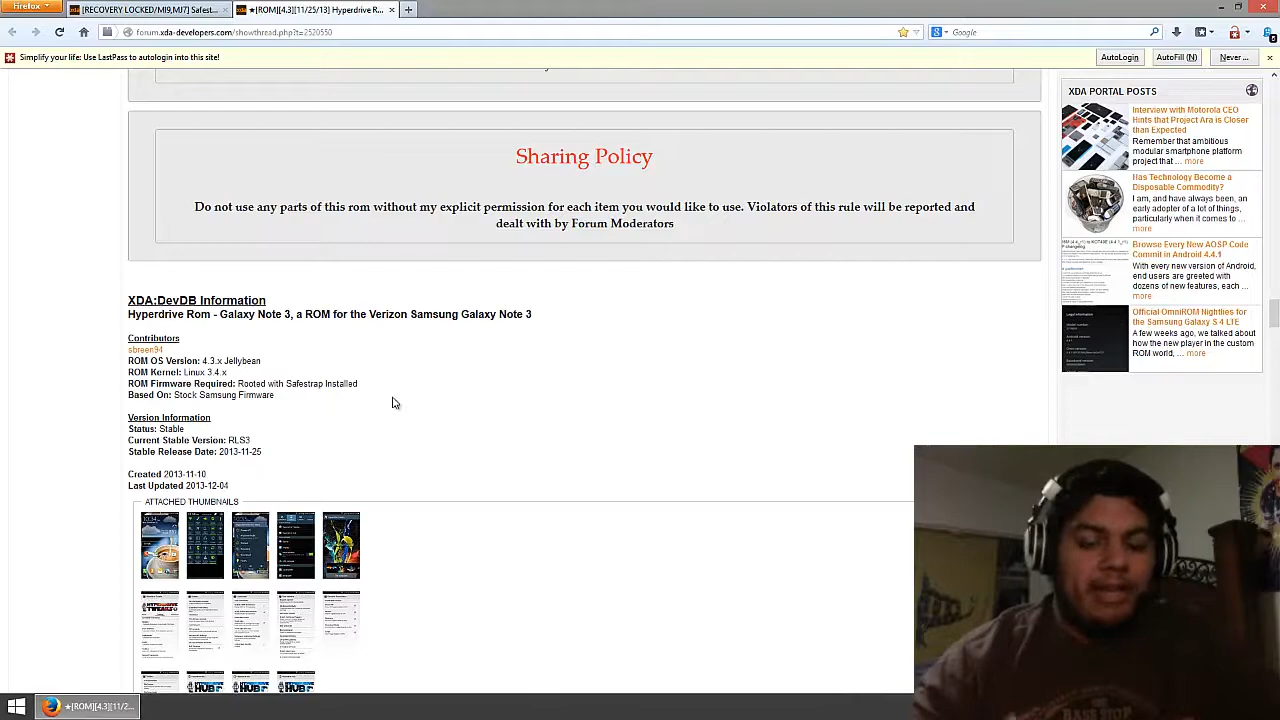 Firefox
[RECOVERY LOCKED/MI9,MJ7] Safest...
★[ROM][4.3][11/25/13] Hyperdrive R...
forum.xda-developers.com/showthread.php?t=2520550
Google
Simplify your life: Use LastPass to autologin into this site!
AutoLogin
AutoFill (N)
Never ...
Sharing Policy
Do not use any parts of this rom without my explicit parmission for each item you would like to use. Violators of this rule will be reported and
dealt with by Forum Moderators
XDA:DevDB Information
Hyperdrive ROM Galaxy Note 3, a ROM for the Verizon Samsung Galaxy Note 3
Contributors
sbreen94
ROM OS Version: 4.3.x Jellybean
ROM Kernel: Linux 3.4.x
ROM Firmware Required: Rooted with Safestrap Installed
Based On: Stock Samsung Firmware
Version Information
Status: Stable
Current Stable Version: RLS3
Stable Release Date: 2013-11-25
Created 2013-11-10
Last Updated 2013-12-04
ATTACHED THUMBNAILS
XDA PORTAL POSTS
Interview with Motorola CEO
Hints that Project Ara is Closer
than Expected
Remember that ambitious
modular smartphone platform
project that ... more
Has Technology Become a
Disposable Commodity?
I am, and have always been, an
early adopter of a lot of things,
particularly when it comes to ...
more
Browse Every New AOSP Code
Commit in Android 4.4.1
With every new version of Android,
end users are greeted with
dozens of new features, each ...
more
Official OmniROM Nightlies for
the Samsung Galaxy S 4 LTE
A few weeks ago, we talked about
how the new player in the custom
ROM world, ... more
★[ROM][4.3][11/2...